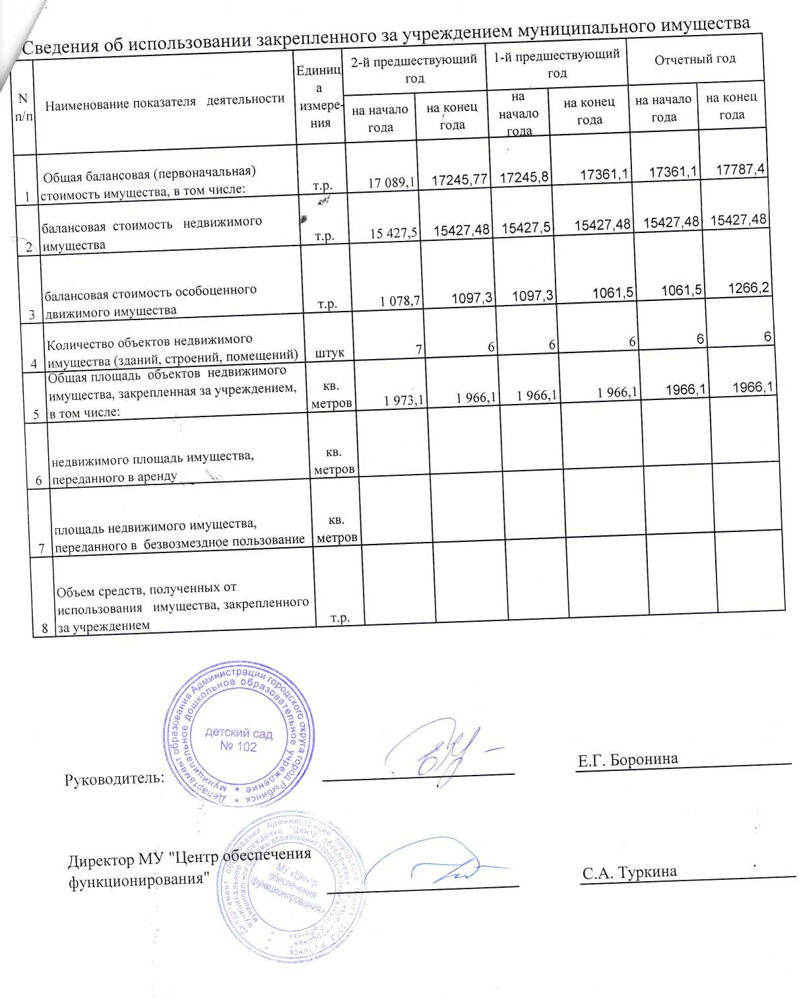 Сведения об использовании закрепленного за учреждением муниципального имущества
N п/п Наименование показателя деятельности Единиц а измере- ния 2-й предшествующий год 1-й предшествующий год Отчетный год
на начало года на конец года на начало года на конец года на начало года на конец года
1 Общая балансовая (первоначальная)
стоимость имущества, в том числе: т.р. 17 089,1 17245,77 17245,8 17361,1 17361,1 17787,4
2 балансовая стоимость недвижимого
имущества т.р. 15 427,5 15427,48 15427,5 15427,48 15427,48 15427,48
3 балансовая стоимость особоценного
движимого имущества т.р. 1 078,7 1097,3 1097,3 1061,5 1061,5 1266,2
4 Количество объектов недвижимого
имущества (зданий, строений, помещений) штук 7 6 6 6 6 6
5 Общая площадь объектов недвижимого
имущества, закрепленная за учреждением,
в том числе: кв. метров 1 973,1 1 966,1 1 966,1 1 966,1 1966,1 1966,1
6 недвижимого площадь имущества,
переданного в аренду кв. метров
7 площадь недвижимого имущества,
переданного в безвозмездное пользование кв. метров
8 Объем средств, полученных от
использования имущества, закрепленного
за учреждением т.р.
Департамент образования Администрации городского округа город Рыбинск *
муниципальное дошкольное образовательное учреждение *
детский сад
№ 102
Руководитель:
Е.Г. Боронина
Директор МУ "Центр обеспечения
функционирования"
С.А. Туркина
Департамент образования Администрации городского округа город Рыбинск
МУ «Центр
обеспечения
функционирования»